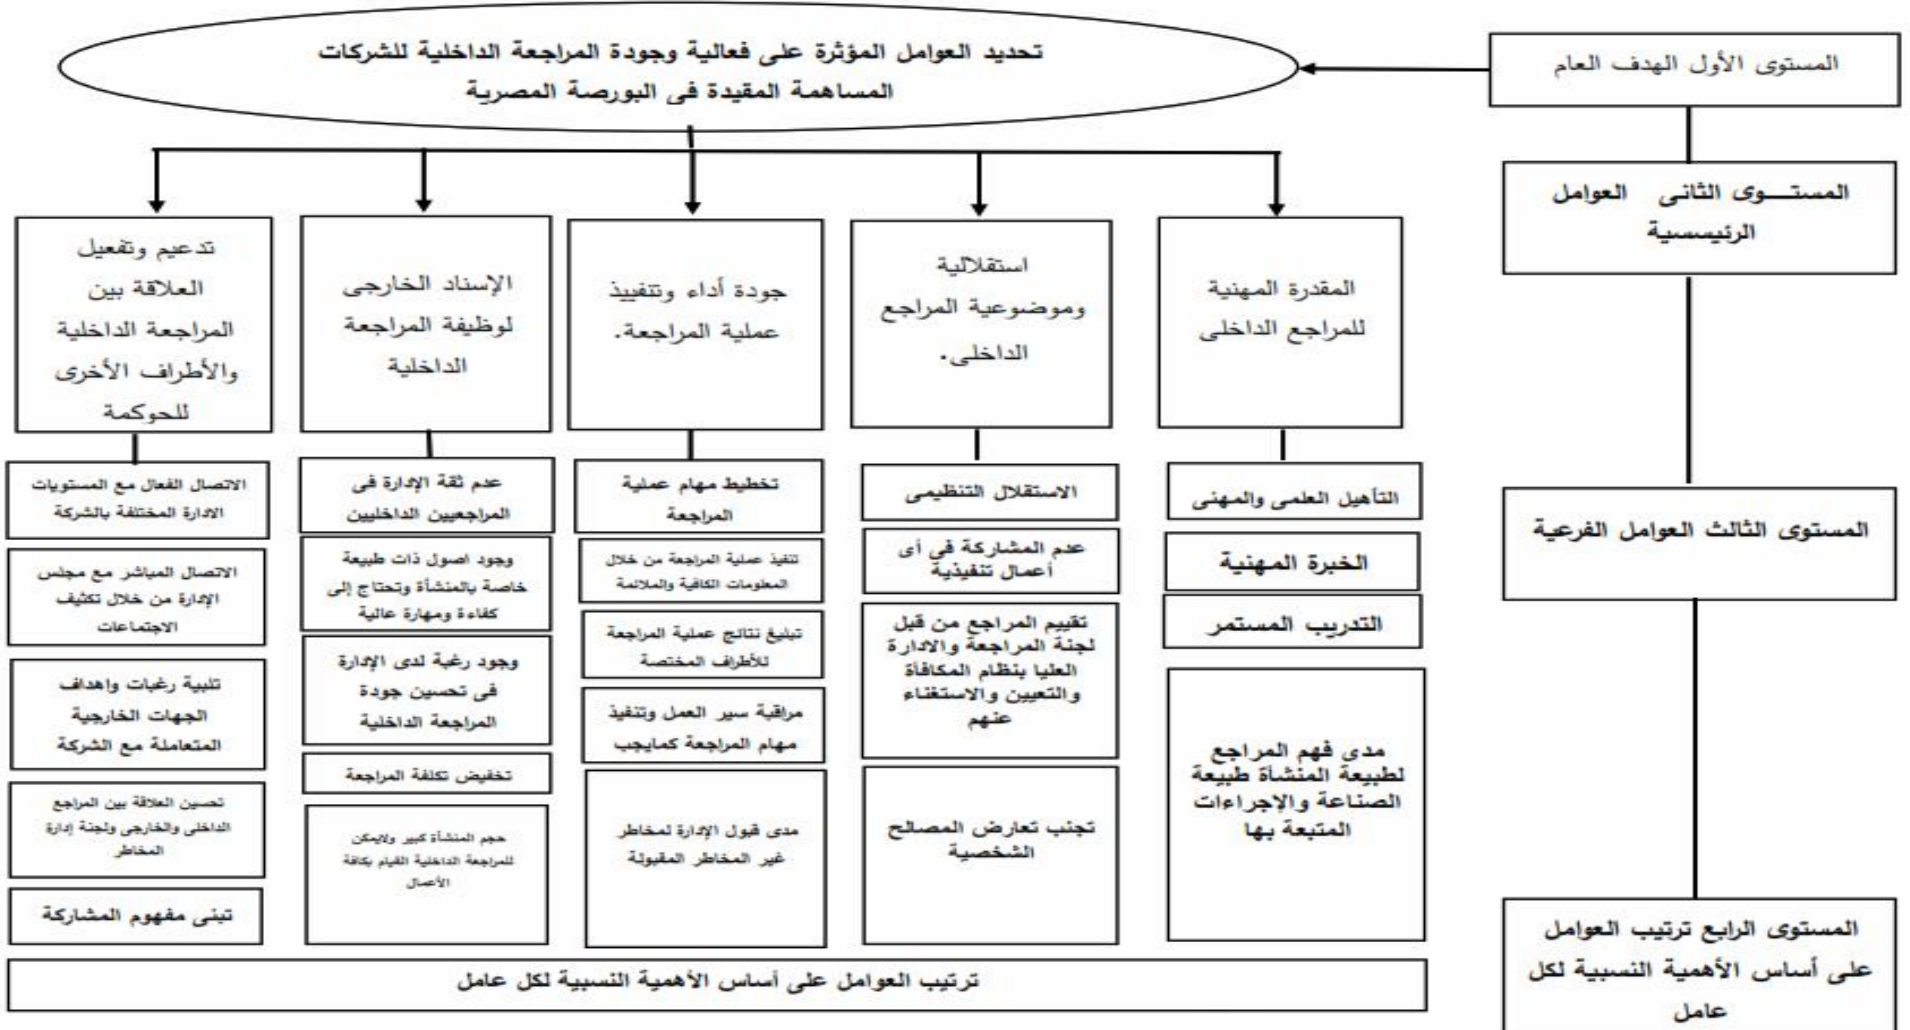 تحديد العوامل المؤثرة على فعالية وجودة المراجعة الداخلية للشركات
المساهمة المقيدة فى البورصة المصرية
المستوى الأول الهدف العام
المستـــوى الثانى العوامل
الرئيسسية
المقدرة المهنية
للمراجع الداخلى
استقلالية
وموضوعية المراجع
الداخلى.
جودة أداء وتنفييذ
عملية المراجعة.
الإسناد الخارجى
لوظيفة المراجعة
الداخلية
تدعيم وتفعيل
العلاقة بين
المراجعة الداخلية
والأطراف الأخرى
للحوكمة
المستوى الثالث العوامل الفرعية
التأهيل العلمى والمهنى
الخبرة المهنية
التدريب المستمر
مدى فهم المراجع
لطبيعة المنشأة طبيعة
الصناعة والإجراءات
المتبعة بها
الاستقلال التنظيمى
عدم المشاركة فى أى
أعمال تنفيذية
تقييم المراجع من قبل
لجنة المراجعة والادارة
العليا بنظام المكافأة
والتعيين والاستغناء
عنهم
تجنب تعارض المصالح
الشخصية
تخطيط مهام عملية
المراجعة
تنفيذ عملية المراجعة من خلال
المعلومات الكافية والملائمة
تبليغ نتائج عملية المراجعة
للأطراف المختصة
مراقبة سير العمل وتنفيذ
مهام المراجعة كمايجب
مدى قبول الإدارة لمخاطر
غير المخاطر المقبولة
عدم ثقة الإدارة فى
المراجعيين الداخليين
وجود اصول ذات طبيعة
خاصة بالمنشأة وتحتاج إلى
كفاءة ومهارة عالية
وجود رغبة لدى الإدارة
فى تحسين جودة
المراجعة الداخلية
تخفيض تكلفة المراجعة
حجم المنشأة كبير ولايمكن
للمراجعة الداخلية القيام بكافة
الأعمال
الاتصال الفعال مع المستويات
الادارة المختلفة بالشركة
الاتصال المباشر مع مجلس
الإدارة من خلال تكثيف
الاجتماعات
تلبية رغبات واهداف
الجهات الخارجية
المتعاملة مع الشركة
تحسين العلاقة بين المراجع
الداخلى والخارجى ولجنة إدارة
المخاطر
تبنى مفهوم المشاركة
المستوى الرابع ترتيب العوامل
على أساس الأهمية النسبية لكل
عامل
ترتيب العوامل على أساس الأهمية النسبية لكل عامل